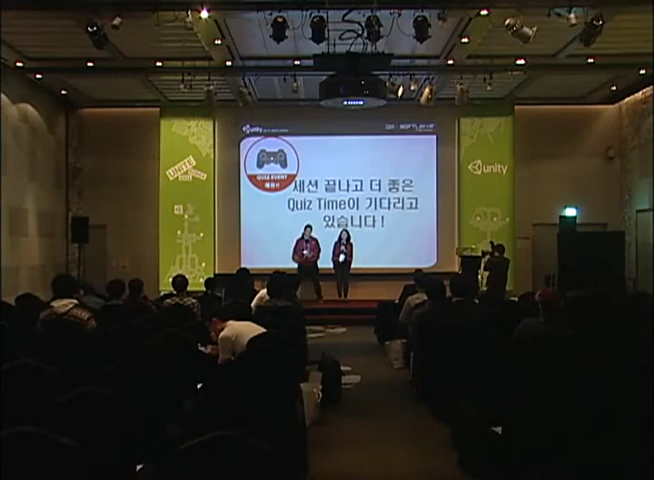 unity
SOFTBANK
QUIZ EVENT
세션 끝나고 더 좋은
Quiz Time이 기다리고
있습니다 !
UNITE
unity